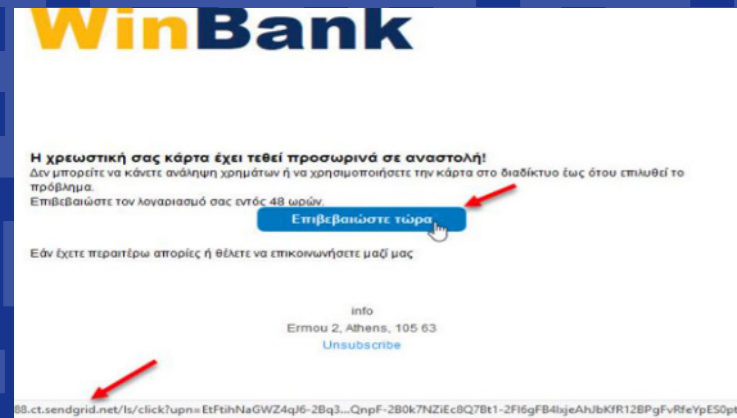 WinBank
Η χρεωστική σας κάρτα έχει τεθεί προσωρινά σε αναστολή!
Δεν μπορείτε να κάνετε ανάληψη χρημάτων ή να χρησιμοποιήσετε την κάρτα στο διαδίκτυο έως ότου επιλυθεί το
πρόβλημα.
Επιβεβαιώστε τον λογαριασμό σας εντός 48 ωρών.
Επιβεβαιώστε τώρα
Εάν έχετε περαιτέρω απορίες ή θέλετε να επικοινωνήσετε μαζί μας
info
Ermou 2, Athens, 105 63
Unsubscribe
88.ct.sendgrid.net/ls/click?upn=EtFtihNaGWZ4qJ6-2Bq3...QnpF-2B0k7NZiEc8Q7Bt1-2FI6gFB4IsjeAhJbKfR12BPgFvRfeYpES0pt